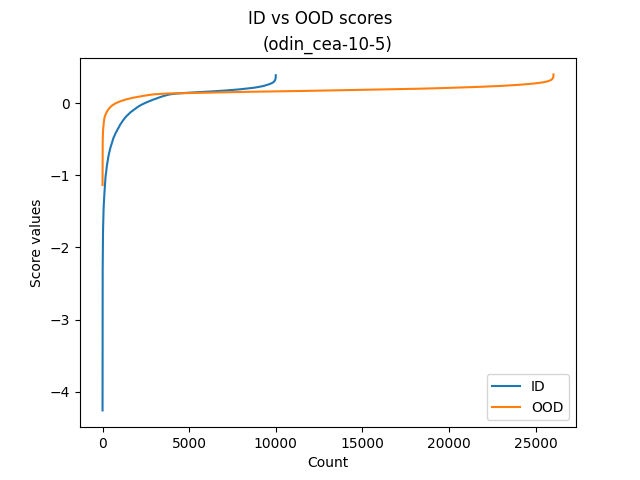 ID vs OOD scores
(odin_cea-10-5)
0
−1
−2
−3
−4
Score values
0
5000
10000
15000
20000
25000
Count
ID
OOD